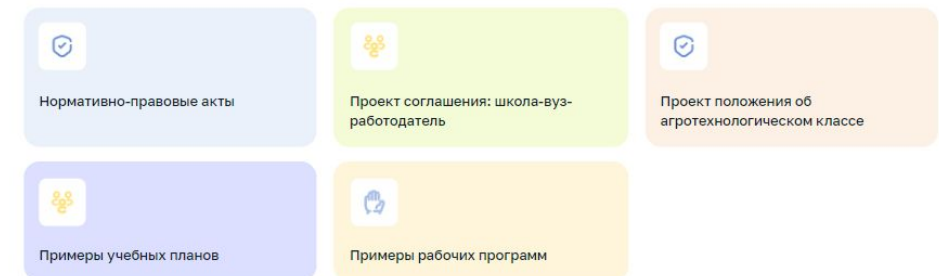 Нормативно-правовые акты
Проект соглашения: школа-вуз-
работодатель
Проект положения об
агротехнологическом классе
Примеры учебных планов
Примеры рабочих программ